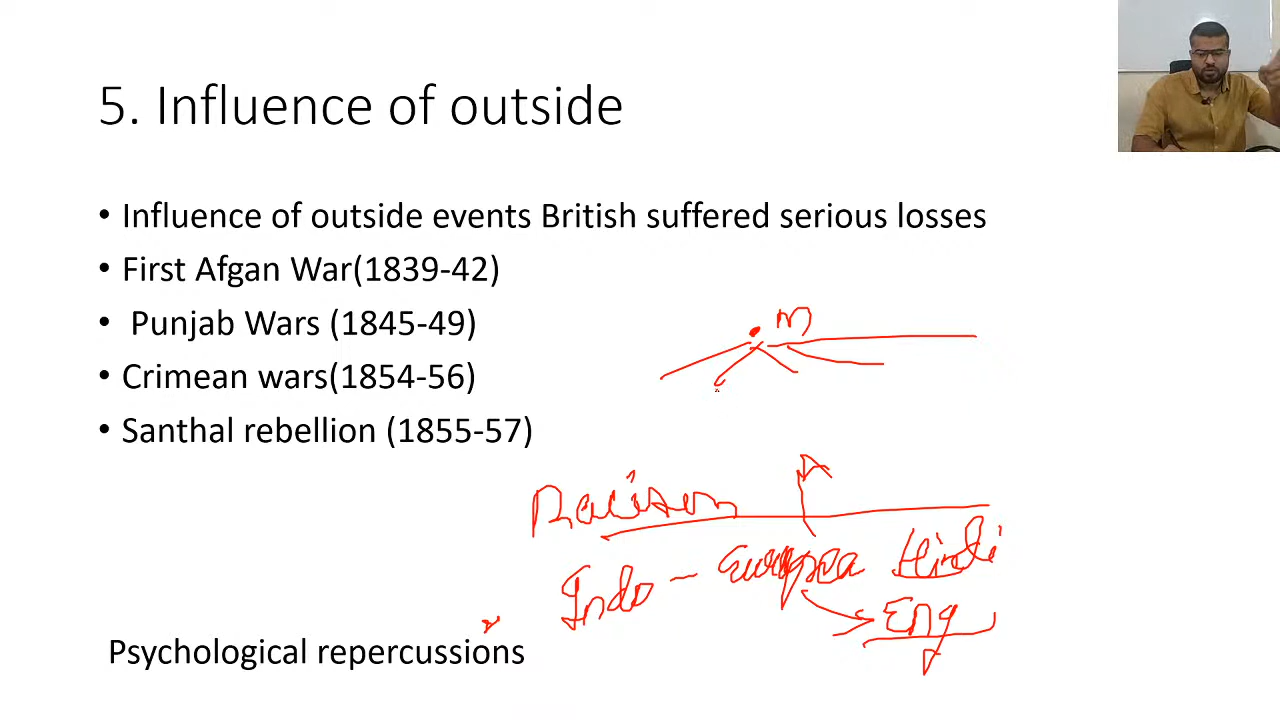 5. Influence of outside
• Influence of outside events British suffered serious losses
• First Afgan War(1839-42)
• Punjab Wars (1845-49)
• Crimean wars(1854-56)
• Santhal rebellion (1855-57)
M
A
Racism
Indo - Europea Hindi
Eng
Psychological repercussions